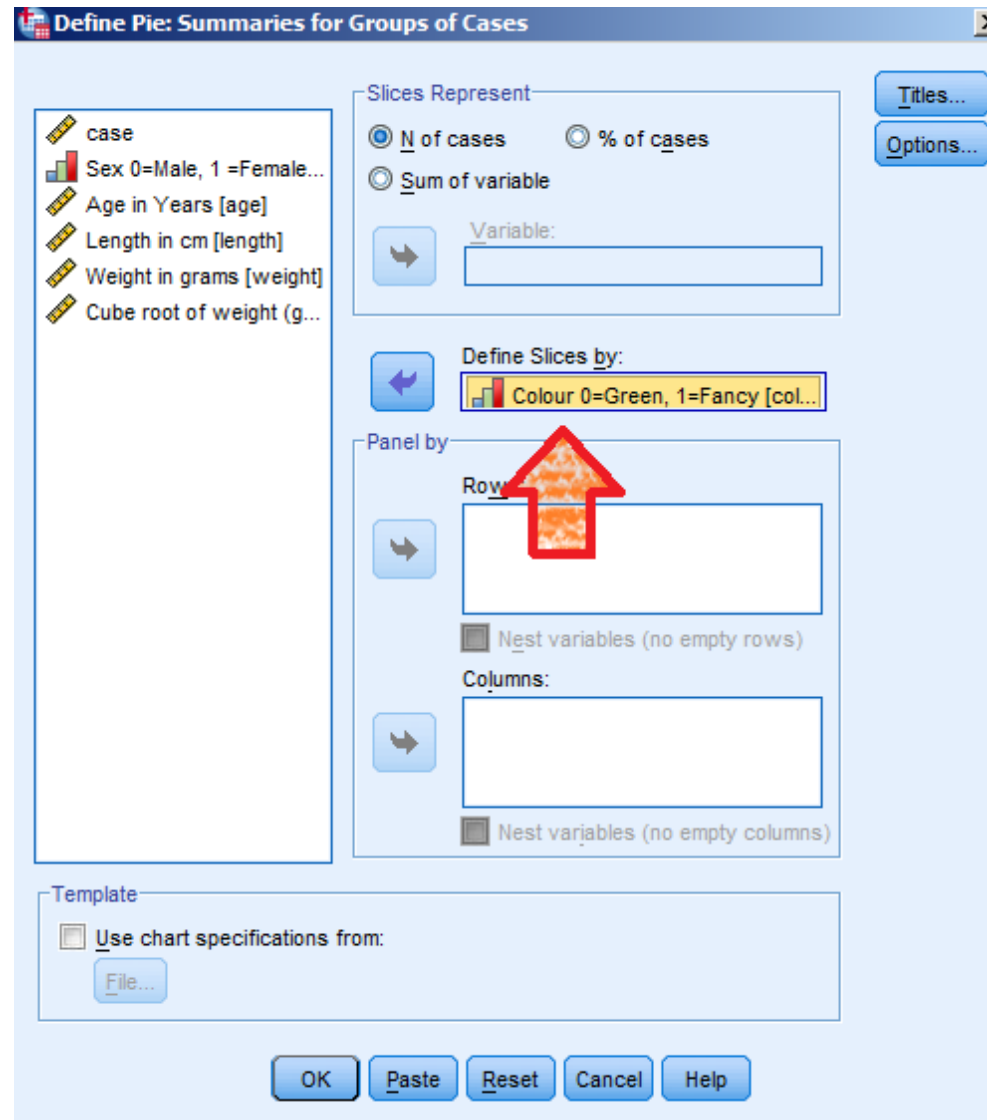 Define Pie: Summaries for Groups of Cases
case
Sex 0=Male, 1 =Female...
Age in Years [age]
Length in cm [length]
Weight in grams [weight]
Cube root of weight (g...
Slices Represent
N of cases
% of cases
Sum of variable
Variable:
Define Slices by:
Colour 0=Green, 1=Fancy [col...
Panel by
Nest variables (no empty rows)
Columns:
Nest variables (no empty columns)
Titles...
Options...
Template
Use chart specifications from:
File...
OK Paste Reset Cancel Help